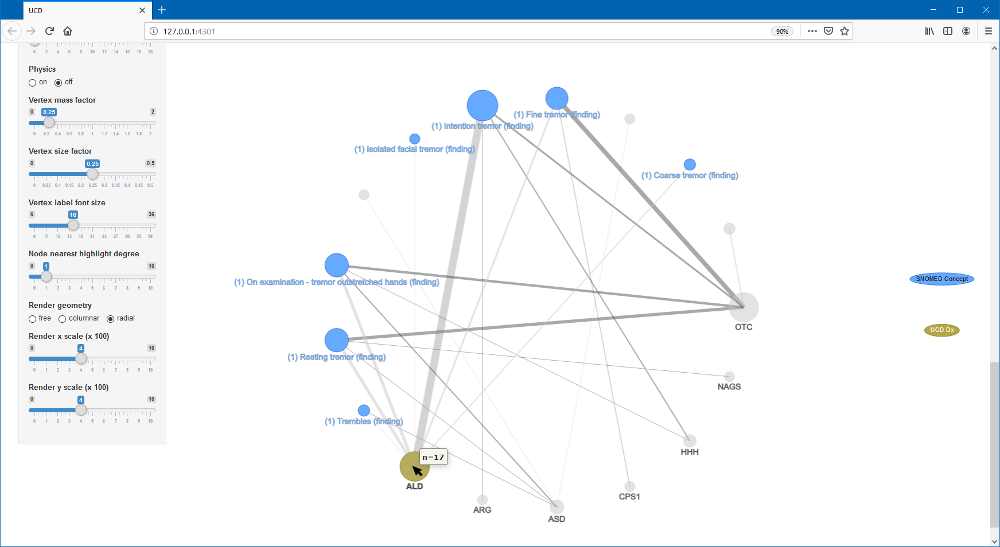 UCD
127.0.0.1:4301
90%
0 2 4 6 8 10 12 14 16 18 20
Physics
on off
Vertex mass factor
0 0.25 2
0 0.2 0.4 0.6 0.8 1 1.2 1.4 1.6 1.8 2
Vertex size factor
0 0.25 0.5
0 0.05 0.1 0.15 0.2 0.25 0.3 0.35 0.4 0.45 0.5
Vertex label font size
6 16 36
6 9 12 15 18 21 24 27 30 33 36
Node nearest highlight degree
0 1 10
0 1 2 3 4 5 6 7 8 9 10
Render geometry
free columnar radial
Render x scale (x 100)
0 4 10
0 1 2 3 4 5 6 7 8 9 10
Render y scale (x 100)
0 4 10
0 1 2 3 4 5 6 7 8 9 10
(1) Fine tremor (finding)
(1) Intention tremor (finding)
(1) Isolated facial tremor (finding)
(1) Coarse tremor (finding)
(1) On examination - tremor outstretched hands (finding)
OTC
(1) Resting tremor (finding)
NAGS
(1) Trembles (finding)
HHH
n=17
ALD
CPS1
ARG
ASD
SNOMED Concept
UCD Dx